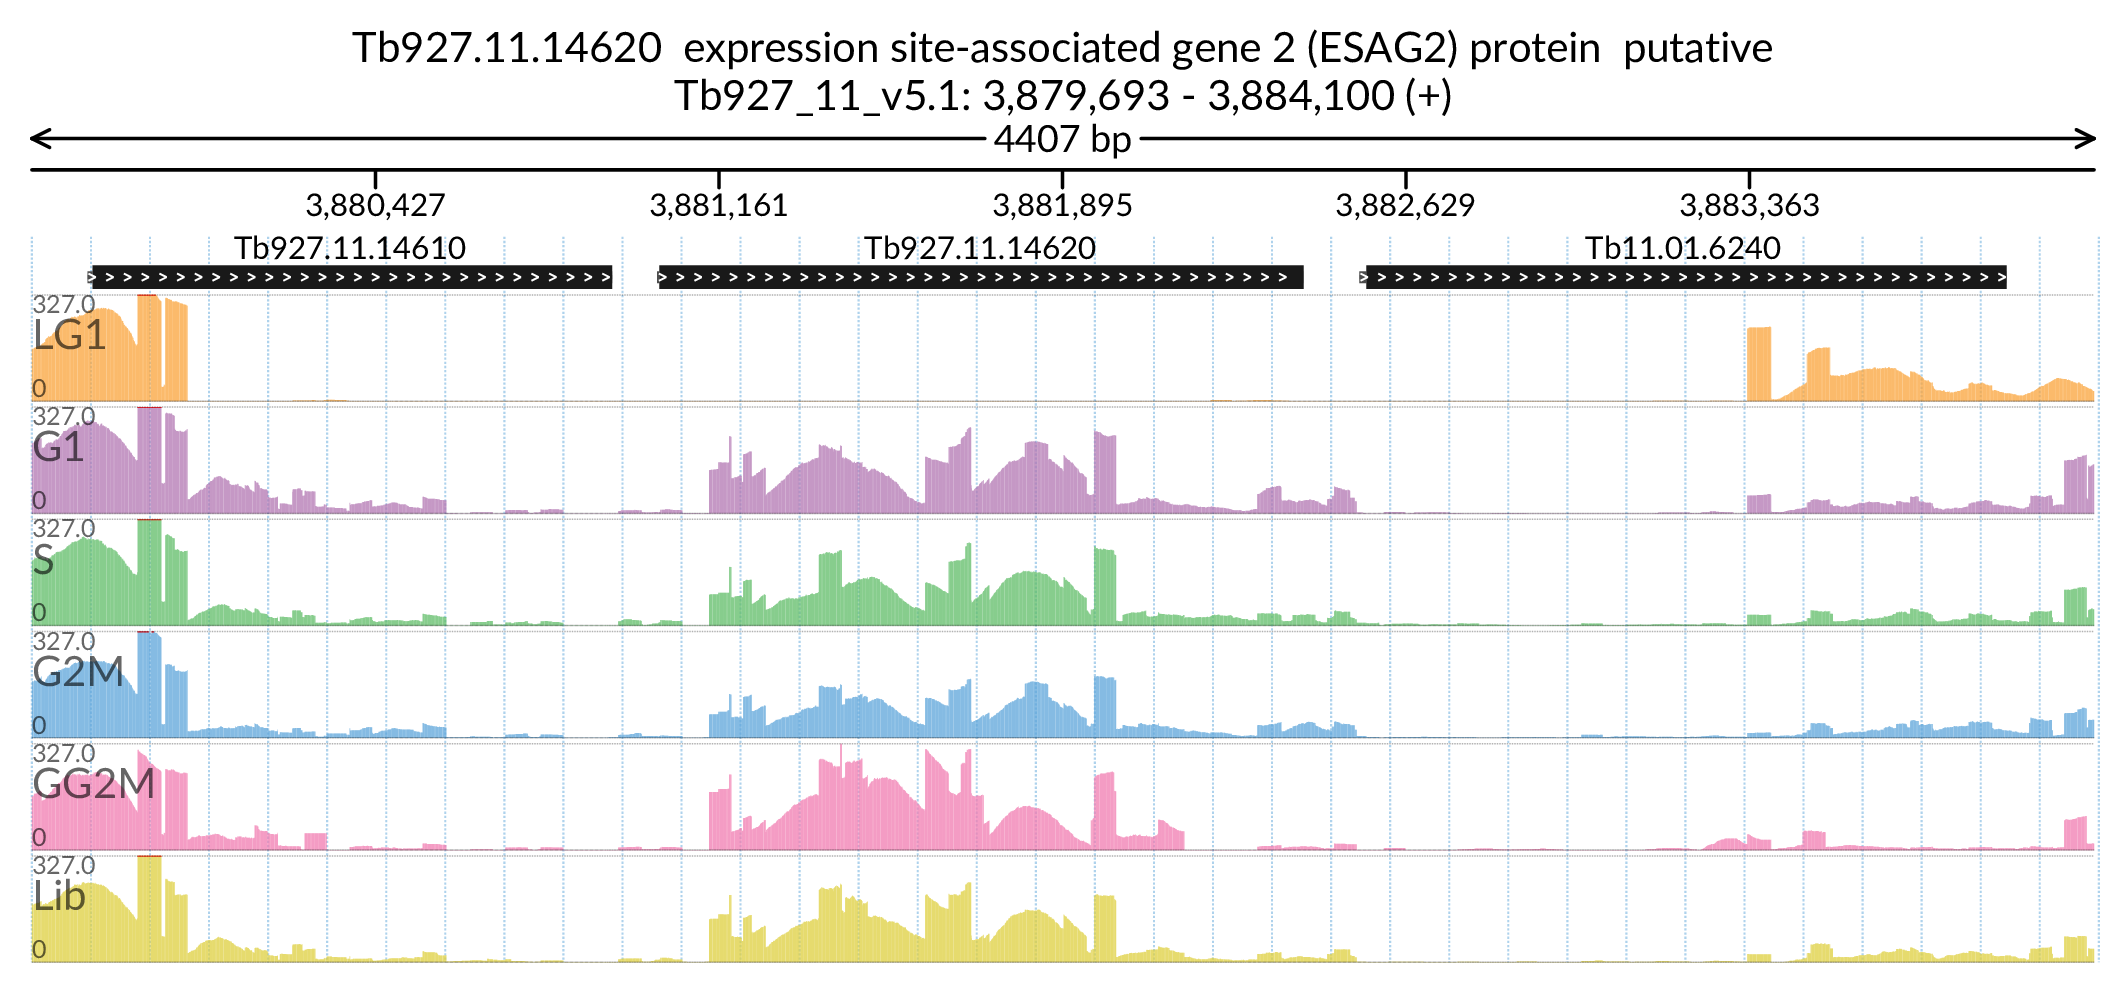 Tb927.11.14620 expression site-associated gene 2 (ESAG2) protein putative
Tb927_11_v5.1: 3,879,693 - 3,884,100 (+)
4407 bp
3,880,427 3,881,161 3,881,895 3,882,629 3,883,363
Tb927.11.14610 Tb927.11.14620 Tb11.01.6240
327.0
LG1
0
327.0
G1
0
327.0
S
0
327.0
G2M
0
327.0
GG2M
0
327.0
Lib
0